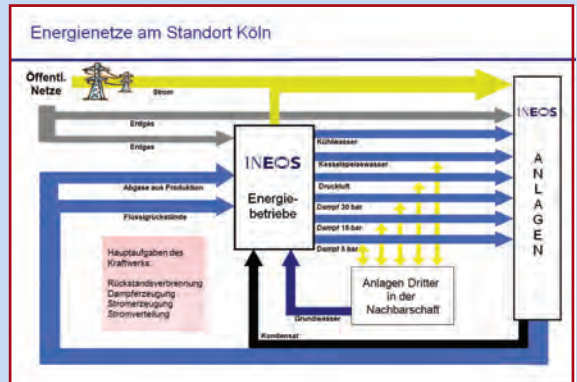 Energienetze am Standort Köln
Öffentl.
Netze
Strom
Erdgas
Erdgas
INEOS
Energie-
betriebe
Kühlwasser
Kesselspeisewasser
Druckluft
Dampf 30 bar
Dampf 15 bar
Dampf 5 bar
INEOS
ANLAGEN
Abgase aus Produktion
Flüssigrückstände
Hauptaufgaben des
Kraftwerks:
Rückstandsverbrennung
Dampferzeugung
Stromerzeugung
Stromverteilung
Anlagen Dritter
in der
Nachbarschaft
Grundwasser
Kondensat